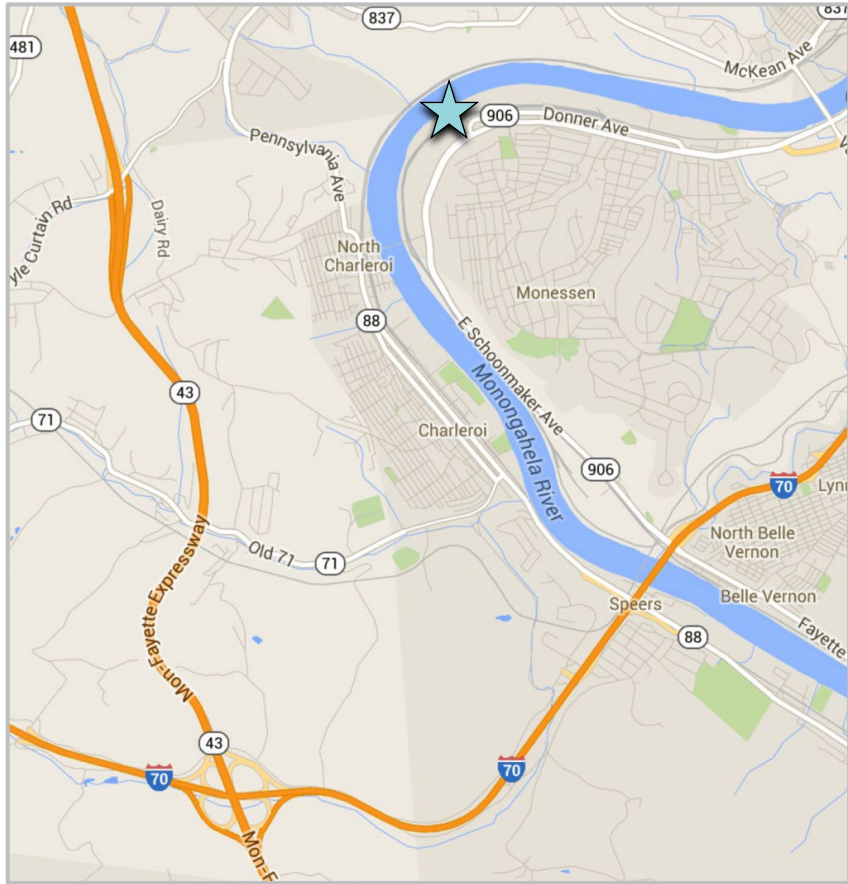 837
837
481
McKean Ave
906
Donner Ave
Pennsylvania Ave
yle Curtain Rd
Dairy Rd
North
Charleroi
Monessen
88
E Schoonmaker Ave
Monongahela River
43
71
Charleroi
906
70
Lynn
North Belle
Vernon
Old 71
71
Mon-Fayette Expressway
Belle Vernon
Speers
Fayette
88
43
70
70
Mon-F